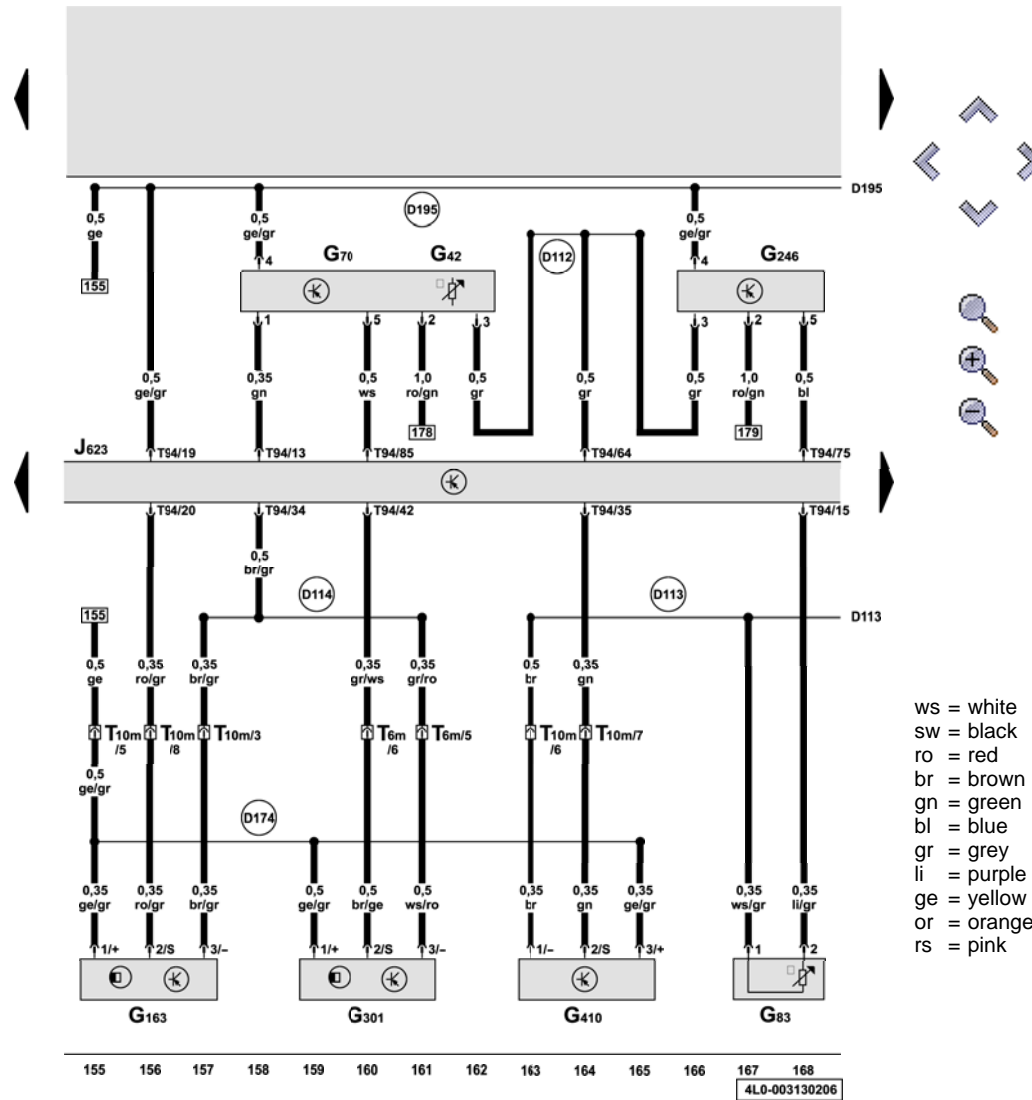 D195
D195
0,5 ge
0,5 ge/gr
0,5 ge/gr
155
4
G70
G42
D112
4
G246
1
5
2
3
3
2
5
0,5 ge/gr
0,35 gn
0,5 ws
1,0 ro/gn
0,5 gr
0,5 gr
0,5 gr
1,0 ro/gn
0,5 bl
178
179
J623
T94/19
T94/13
T94/85
T94/64
T94/75
T94/20
T94/34
T94/42
T94/35
T94/15
0,5 br/gr
155
D114
D113
D113
0,5 ge
0,35 ro/gr
0,35 br/gr
0,35 gr/ws
0,35 gr/ro
0,5 br
0,35 gn
T10m/5
T10m/8
T10m/3
T6m/6
T6m/5
T10m/6
T10m/7
0,5 ge/gr
D174
0,35 ge/gr
0,35 ro/gr
0,35 br/gr
0,5 ge/gr
0,5 br/ge
0,5 ws/ro
0,35 br
0,35 gn
0,35 ge/gr
0,35 ws/gr
0,35 li/gr
1/+
2/S
3/–
1/+
2/S
3/–
1/–
2/S
3/+
1
2
G163
G301
G410
G83
155 156 157 158 159 160 161 162 163 164 165 166 167 168
4L0-003130206
ws = white
sw = black
ro = red
br = brown
gn = green
bl = blue
gr = grey
li = purple
ge = yellow
or = orange
rs = pink